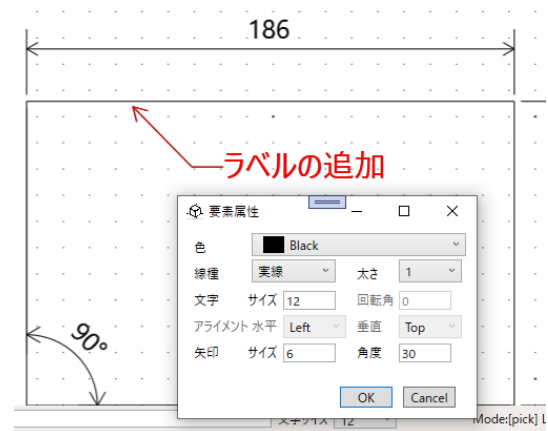 186
ラベルの追加
要素属性
色 Black
線種 実線 太さ 1
文字 サイズ 12 回転角 0
アライメント 水平 Left 垂直 Top
矢印 サイズ 6 角度 30
OK Cancel
90°
文字サイズ 12 Mode:[pick] L